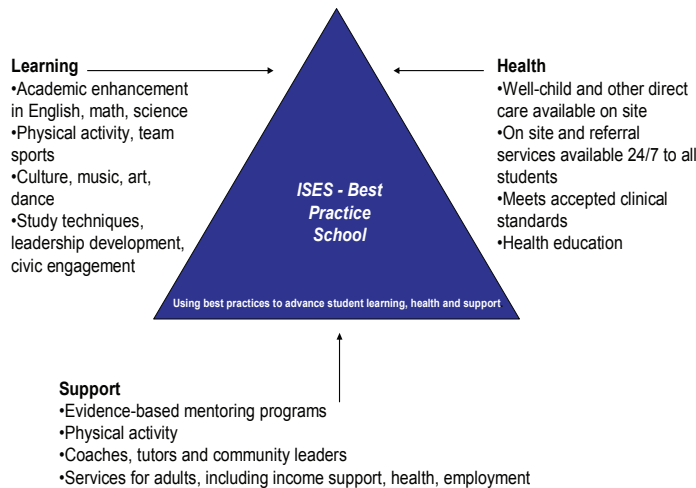 Learning
•Academic enhancement
in English, math, science
•Physical activity, team
sports
•Culture, music, art,
dance
•Study techniques,
leadership development,
civic engagement
Health
•Well-child and other direct
care available on site
•On site and referral
services available 24/7 to all
students
•Meets accepted clinical
standards
•Health education
ISES - Best
Practice
School
Using best practices to advance student learning, health and support
Support
•Evidence-based mentoring programs
•Physical activity
•Coaches, tutors and community leaders
•Services for adults, including income support, health, employment